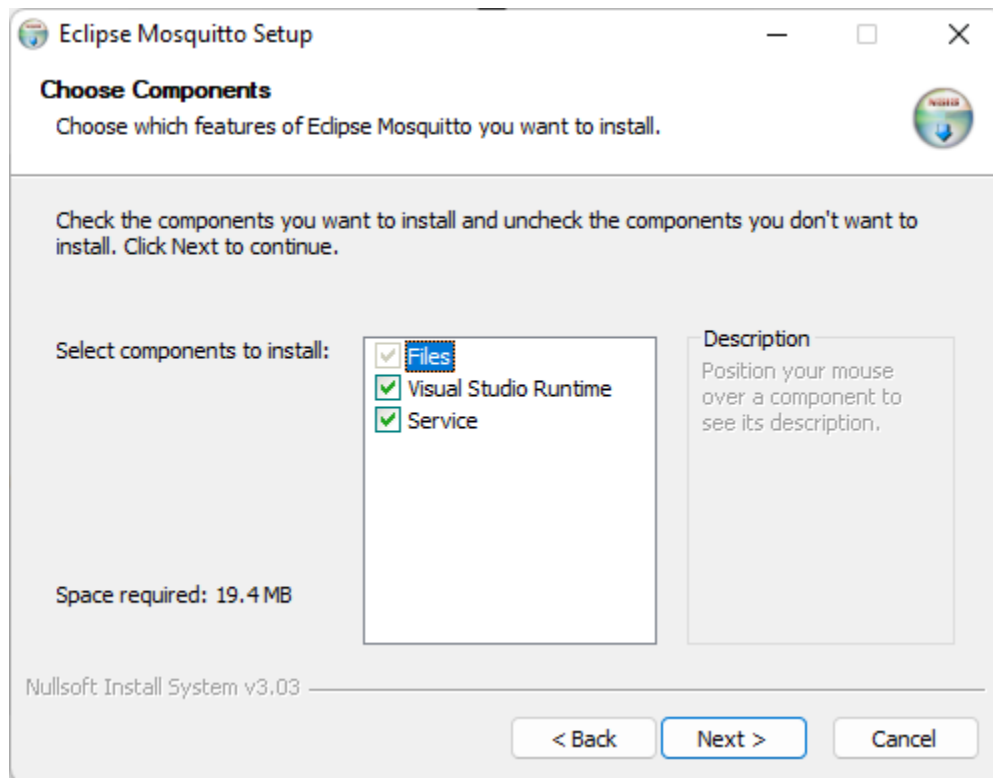 Eclipse Mosquitto Setup
Choose Components
Choose which features of Eclipse Mosquitto you want to install.
Check the components you want to install and uncheck the components you don't want to
install. Click Next to continue.
Select components to install:
Files
Visual Studio Runtime
Service
Description
Position your mouse
over a component to
see its description.
Space required: 19.4 MB
Nullsoft Install System v3.03
< Back
Next >
Cancel